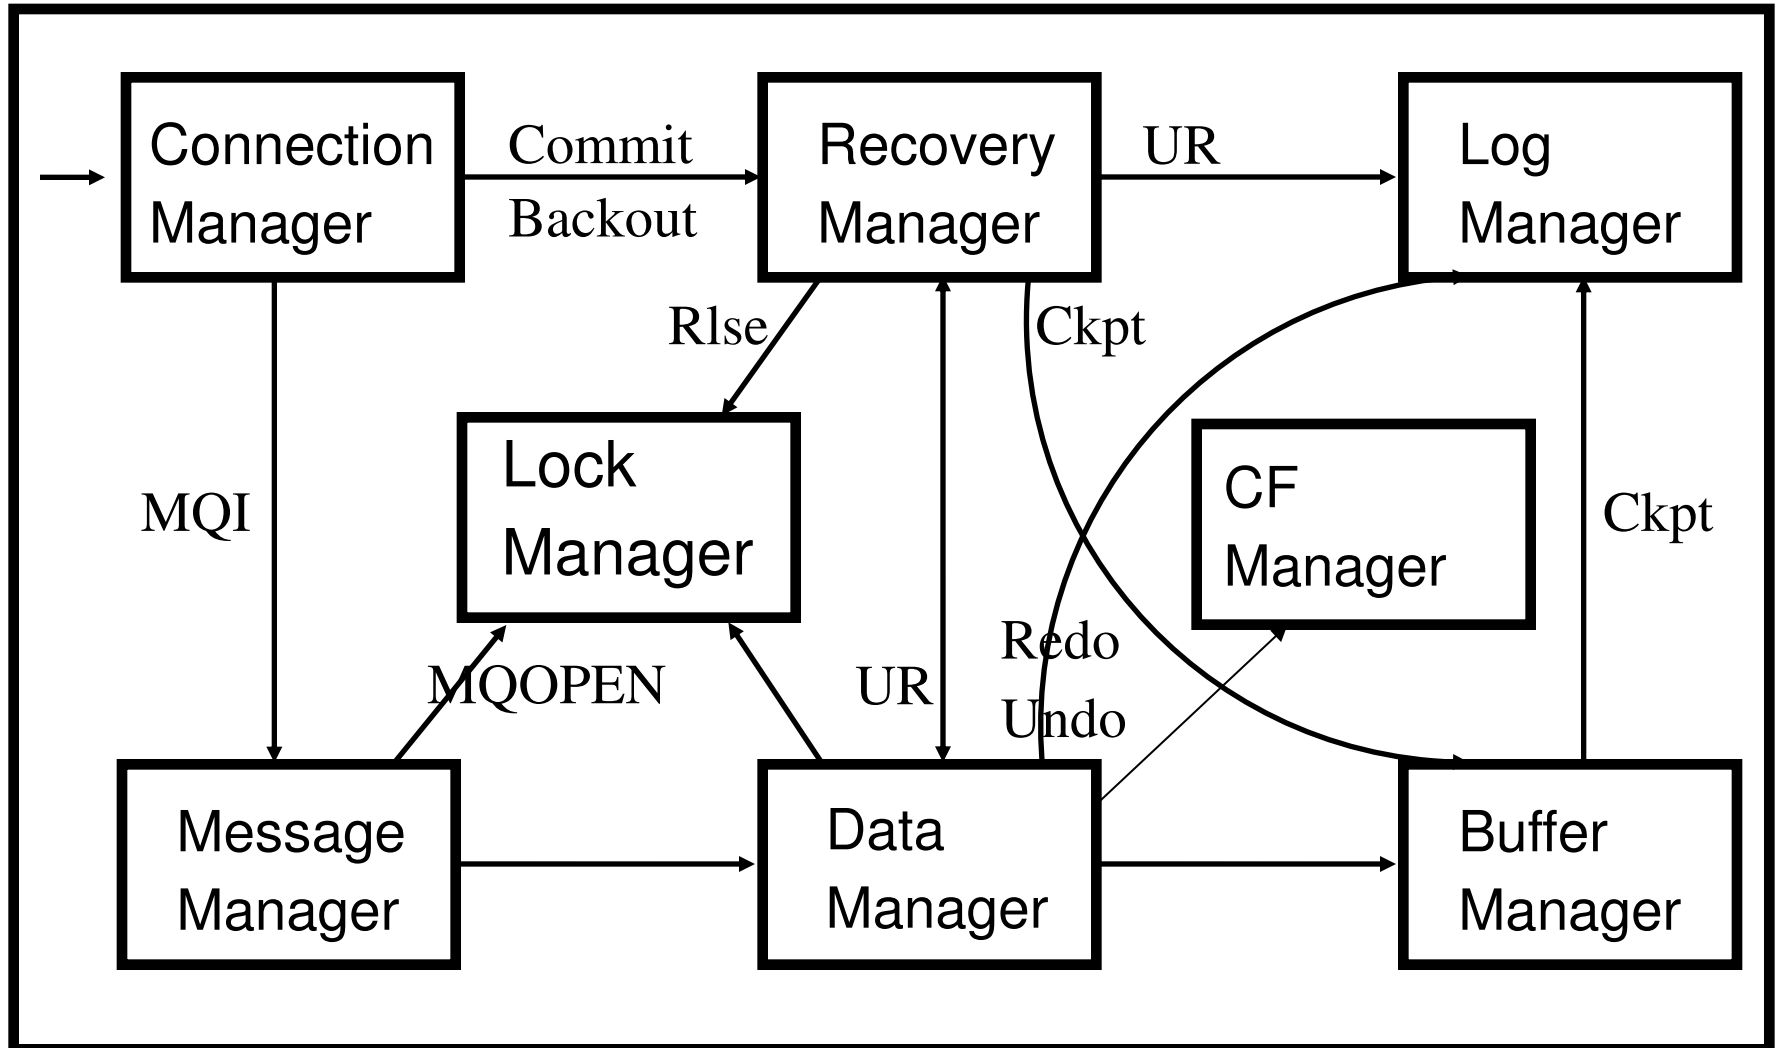 Connection
Manager
Commit
Backout
Recovery
Manager
UR
Log
Manager
Rlse
Ckpt
Lock
Manager
CF
Manager
MQI
Ckpt
MQOPEN
UR
Redo
Undo
Message
Manager
Data
Manager
Buffer
Manager